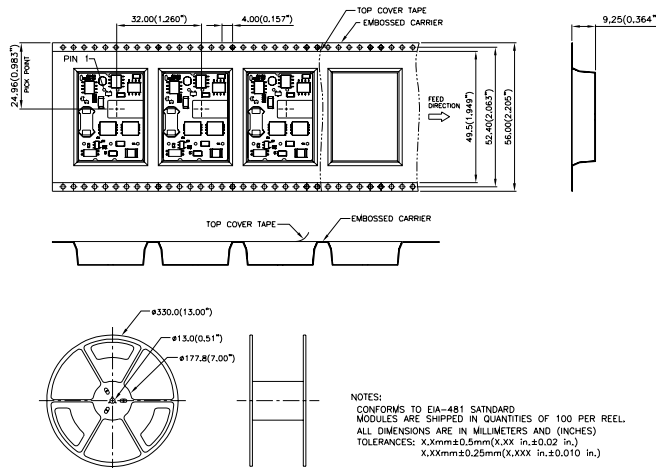 TOP COVER TAPE
EMBOSSED CARRIER
32.00(1.260")
4.00(0.157")
9.25(0.364")
24.96(0.983")
PICK POINT
PIN 1
FEED
DIRECTION
49.5(1.949")
52.40(2.063")
56.00(2.205")
TOP COVER TAPE
EMBOSSED CARRIER
ø330.0(13.00")
ø13.0(0.51")
ø177.8(7.00")
NOTES:
CONFORMS TO EIA-481 SATNDARD
MODULES ARE SHIPPED IN QUANTITIES OF 100 PER REEL.
ALL DIMENSIONS ARE IN MILLIMETERS AND (INCHES)
TOLERANCES: X.Xmm±0.5mm(X.XX in.±0.02 in.)
X.XXmm±0.25mm(X.XXX in.±0.010 in.)